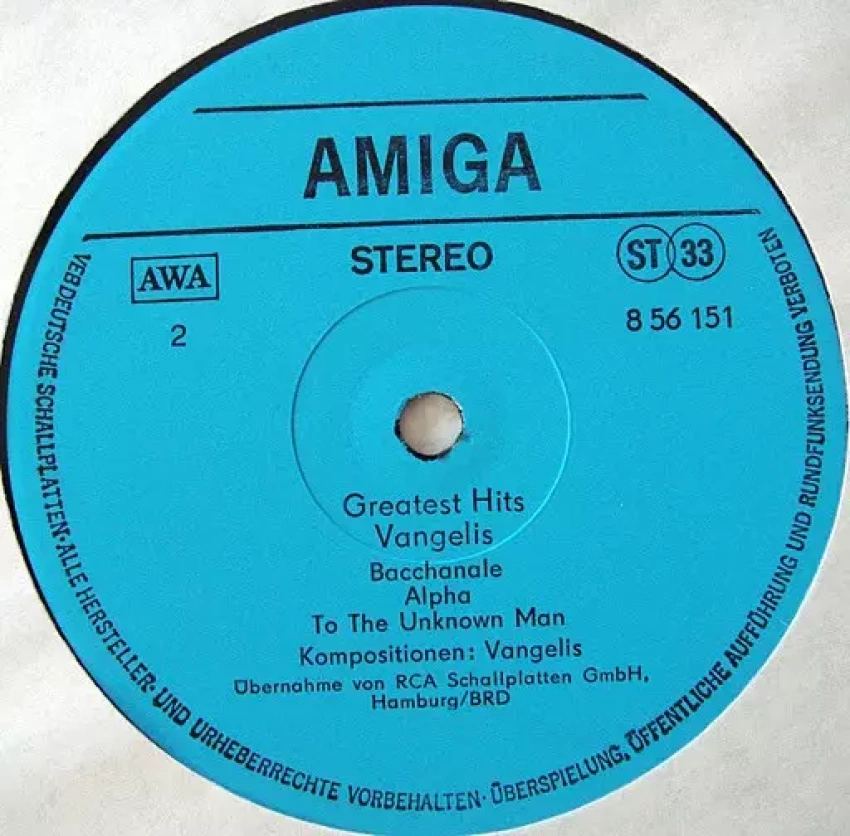 AMIGA
STEREO
AWA
2
ST 33
8 56 151
Greatest Hits
Vangelis
Bacchanale
Alpha
To The Unknown Man
Kompositionen: Vangelis
Übernahme von RCA Schallplatten GmbH,
Hamburg/BRD
VEB DEUTSCHE SCHALLPLATTEN·ALLE HERSTELLER- UND URHEBERRECHTE VORBEHALTEN·ÜBERSPIELUNG, ÖFFENTLICHE AUFFÜHRUNG UND RUNDFUNKSENDUNG VERBOTEN